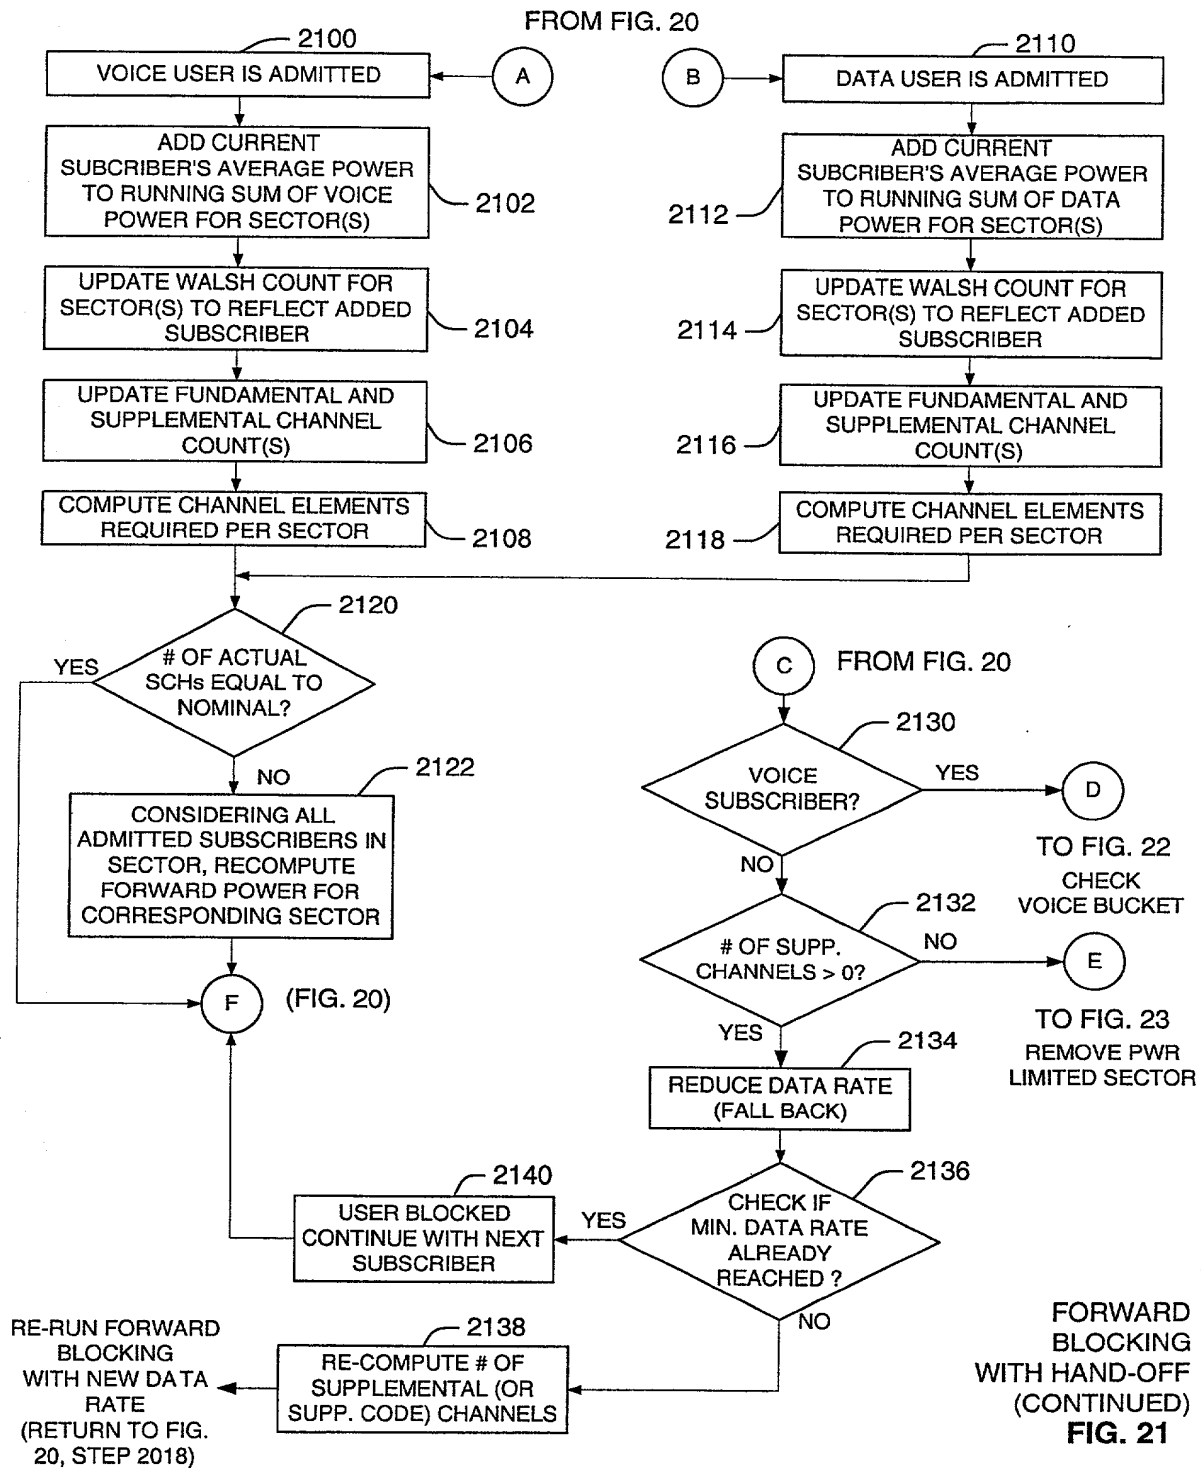 FROM FIG. 20
2100
VOICE USER IS ADMITTED
A
ADD CURRENT
SUBCRIBER'S AVERAGE POWER
TO RUNNING SUM OF VOICE
POWER FOR SECTOR(S)
2102
UPDATE WALSH COUNT FOR
SECTOR(S) TO REFLECT ADDED
SUBSCRIBER
2104
UPDATE FUNDAMENTAL AND
SUPPLEMENTAL CHANNEL
COUNT(S)
2106
COMPUTE CHANNEL ELEMENTS
REQUIRED PER SECTOR
2108
B
2110
DATA USER IS ADMITTED
ADD CURRENT
SUBCRIBER'S AVERAGE POWER
TO RUNNING SUM OF DATA
POWER FOR SECTOR(S)
2112
UPDATE WALSH COUNT FOR
SECTOR(S) TO REFLECT ADDED
SUBSCRIBER
2114
UPDATE FUNDAMENTAL AND
SUPPLEMENTAL CHANNEL
COUNT(S)
2116
COMPUTE CHANNEL ELEMENTS
REQUIRED PER SECTOR
2118
2120
# OF ACTUAL
SCHs EQUAL TO
NOMINAL?
YES
NO
2122
CONSIDERING ALL
ADMITTED SUBSCRIBERS IN
SECTOR, RECOMPUTE
FORWARD POWER FOR
CORRESPONDING SECTOR
F
(FIG. 20)
C
FROM FIG. 20
2130
VOICE
SUBSCRIBER?
YES
D
TO FIG. 22
CHECK
VOICE BUCKET
NO
2132
# OF SUPP.
CHANNELS > 0?
NO
E
TO FIG. 23
REMOVE PWR
LIMITED SECTOR
YES
2134
REDUCE DATA RATE
(FALL BACK)
2136
CHECK IF
MIN. DATA RATE
ALREADY
REACHED ?
YES
2140
USER BLOCKED
CONTINUE WITH NEXT
SUBSCRIBER
NO
2138
RE-COMPUTE # OF
SUPPLEMENTAL (OR
SUPP. CODE) CHANNELS
RE-RUN FORWARD
BLOCKING
WITH NEW DATA
RATE
(RETURN TO FIG.
20, STEP 2018)
FORWARD
BLOCKING
WITH HAND-OFF
(CONTINUED)
FIG. 21